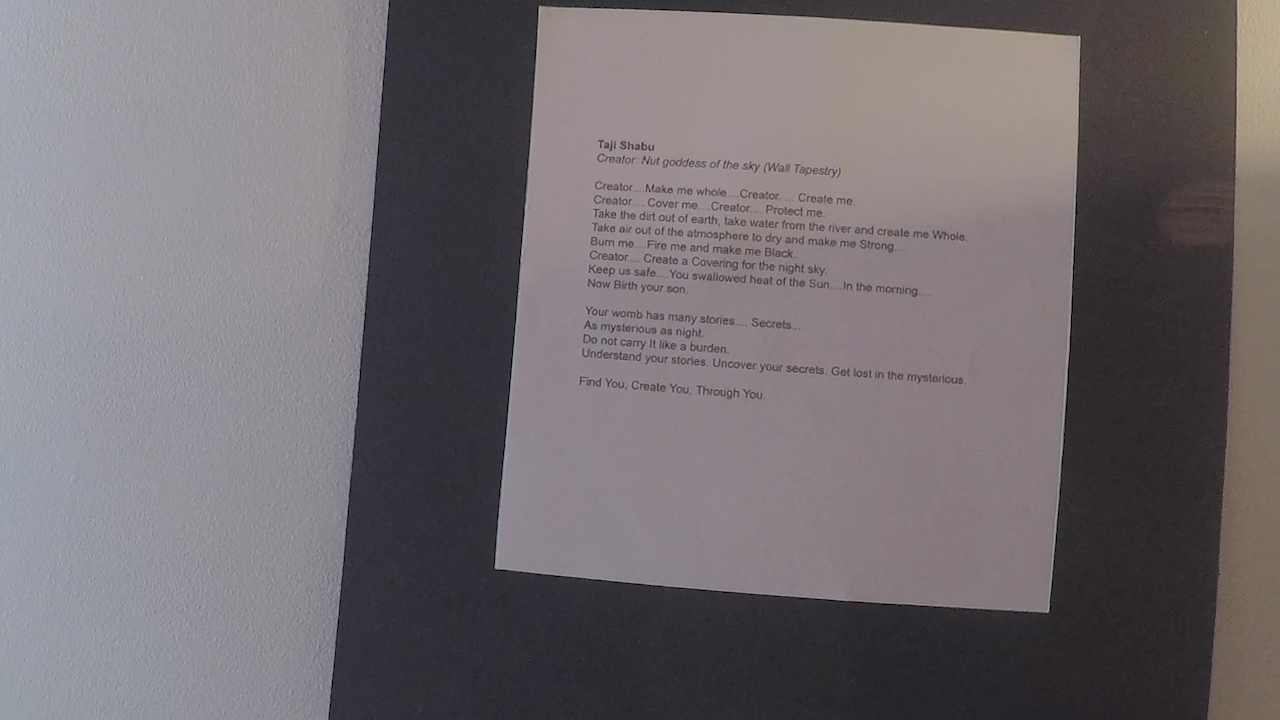 Taji Shabu
Creator: Nut goddess of the sky (Wall Tapestry)
Creator....Make me whole....Creator..... Create me.
Creator.... Cover me....Creator.... Protect me.
Take the dirt out of earth, take water from the river and create me Whole.
Take air out of the atmosphere to dry and make me Strong....
Burn me....Fire me and make me Black.
Creator.... Create a Covering for the night sky.
Keep us safe....You swallowed heat of the Sun....In the morning....
Now Birth your son.
Your womb has many stories.... Secrets....
As mysterious as night.
Do not carry It like a burden.
Understand your stories. Uncover your secrets. Get lost in the mysterious.
Find You, Create You, Through You.